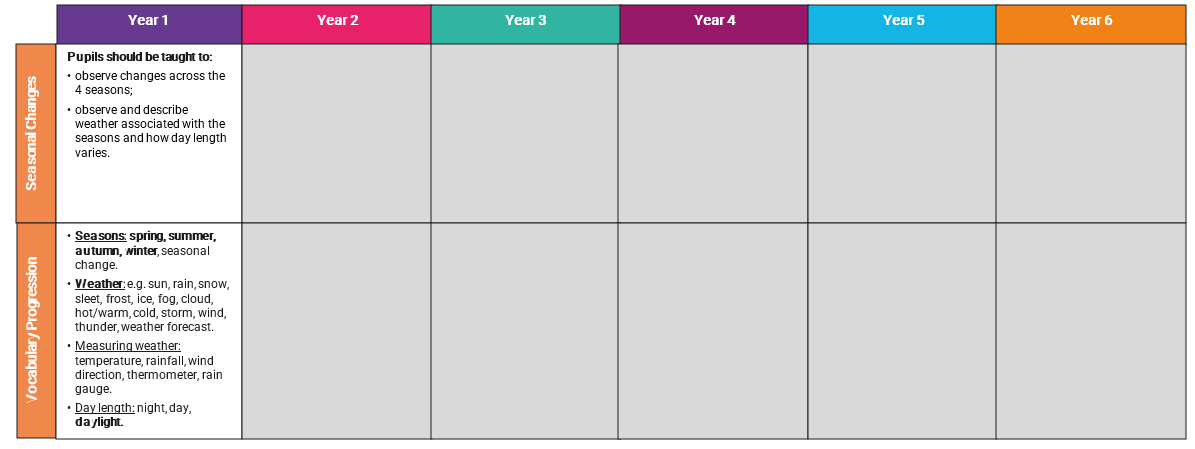 Year 1
Year 2
Year 3
Year 4
Year 5
Year 6
Seasonal Changes
Pupils should be taught to:
• observe changes across the
4 seasons;
• observe and describe
weather associated with the
seasons and how day length
varies.
Vocabulary Progression
• Seasons: spring, summer,
autumn, winter, seasonal
change.
• Weather: e.g. sun, rain, snow,
sleet, frost, ice, fog, cloud,
hot/warm, cold, storm, wind,
thunder, weather forecast.
• Measuring weather:
temperature, rainfall, wind
direction, thermometer, rain
gauge.
• Day length: night, day,
daylight.